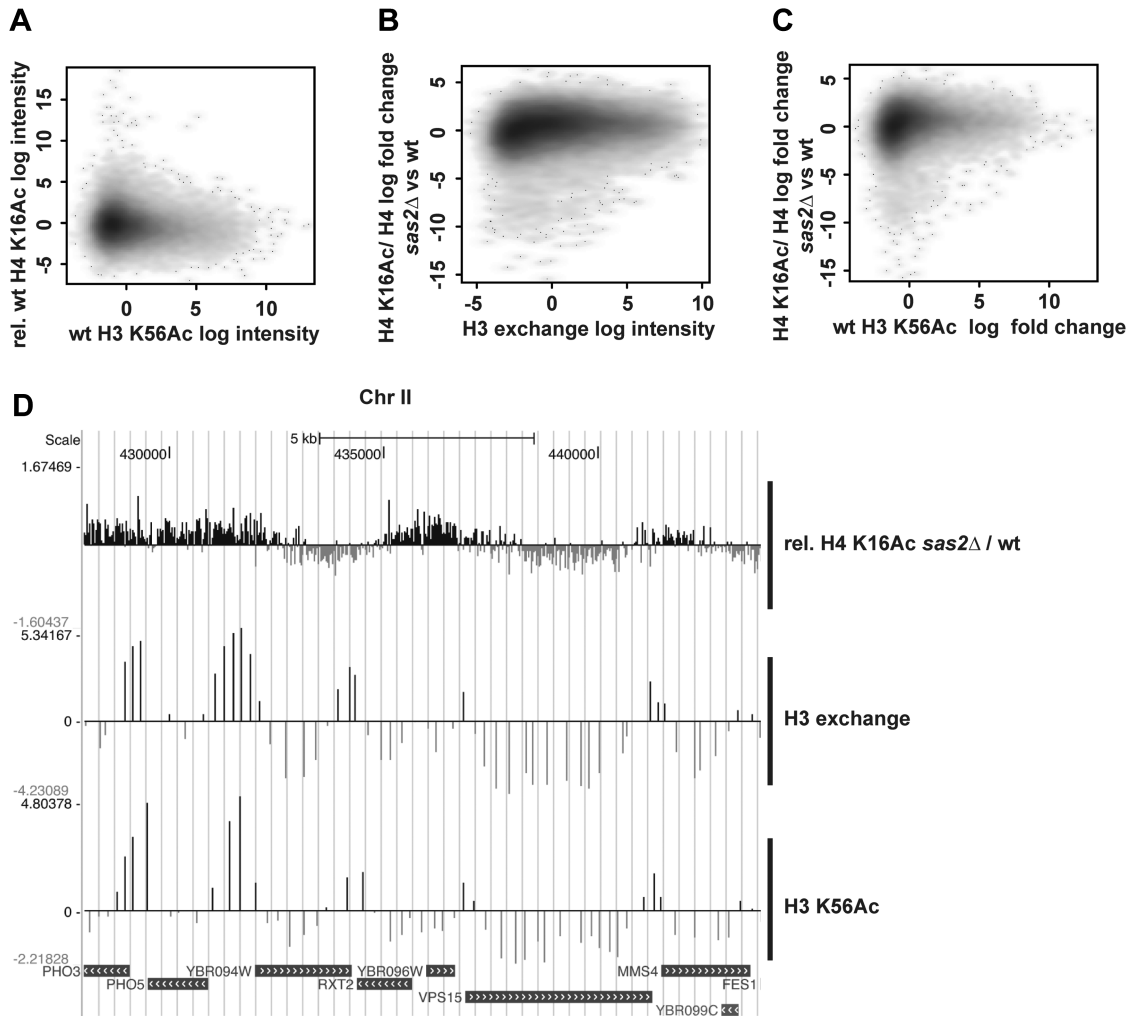 A
B
C
rel. wt H4 K16Ac log intensity
15
10
5
0
-5
0
5
10
wt H3 K56Ac log intensity
H4 K16Ac/ H4 log fold change
sas2Δ vs wt
5
0
-5
-10
-15
-5
0
5
10
H3 exchange log intensity
H4 K16Ac/ H4 log fold change
sas2Δ vs wt
5
0
-5
-10
-15
0
5
10
wt H3 K56Ac log fold change
D
Chr II
Scale
5 kb
430000
435000
440000
1.67469 -
rel. H4 K16Ac sas2Δ / wt
-1.60437
5.34167 -
H3 exchange
0 -
-4.23089
4.80378 -
H3 K56Ac
0 -
-2.21828
PHO3 YBR094W YBR096W MMS4
PHO5 RXT2 FES1
VPS15
YBR099C